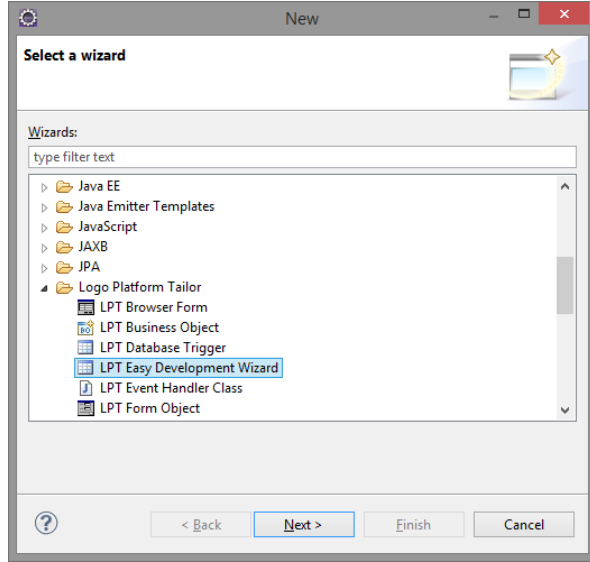 New
Select a wizard
Wizards:
type filter text
Java EE
Java Emitter Templates
JavaScript
JAXB
JPA
Logo Platform Tailor
LPT Browser Form
LPT Business Object
LPT Database Trigger
LPT Easy Development Wizard
LPT Event Handler Class
LPT Form Object
< Back Next > Finish Cancel